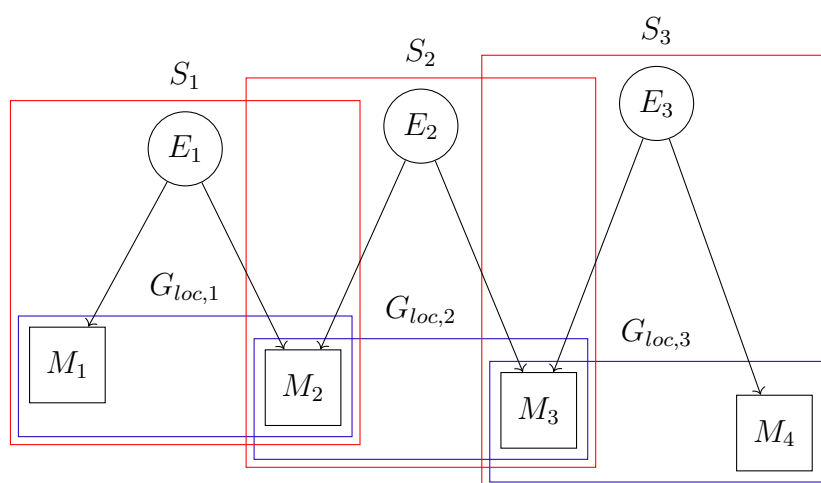 S_3
S_2
S_1
E_3
E_2
E_1
G_{loc,1}
G_{loc,2}
G_{loc,3}
M_1
M_2
M_3
M_4